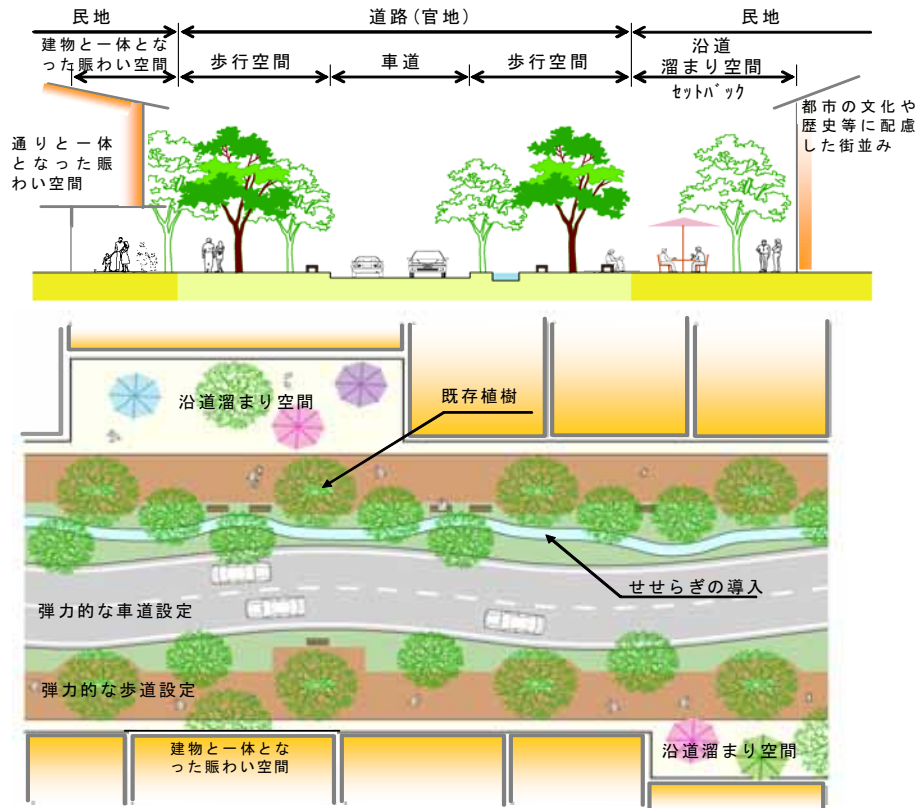 民地
道路(官地)
民地
建物と一体とな
った賑わい空間
歩行空間
車道
歩行空間
沿道
溜まり空間
セットバック
通りと一体
となった賑
わい空間
都市の文化や
歴史等に配慮
した街並み
沿道溜まり空間
既存植樹
せせらぎの導入
弾力的な車道設定
弾力的な歩道設定
建物と一体とな
った賑わい空間
沿道溜まり空間